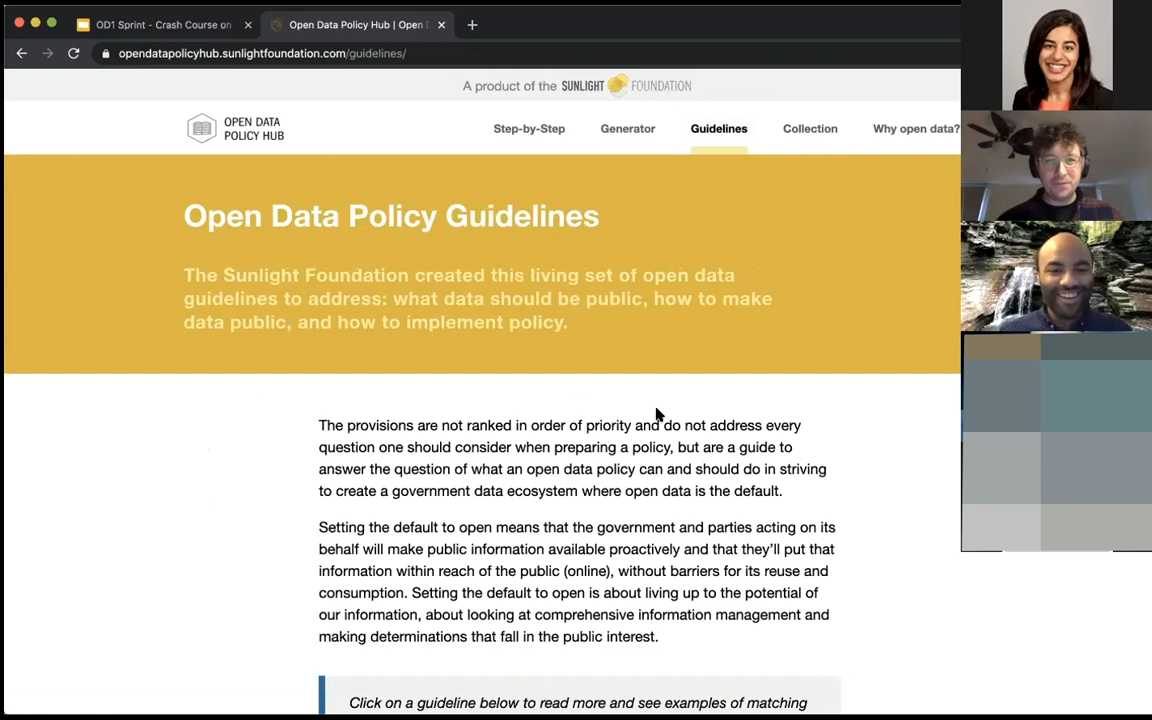 OD1 Sprint - Crash Course on
Open Data Policy Hub | Open
opendatapolicyhub.sunlightfoundation.com/guidelines/
A product of the SUNLIGHT FOUNDATION
OPEN DATA
POLICY HUB
Step-by-Step
Generator
Guidelines
Collection
Why open data?
Open Data Policy Guidelines
The Sunlight Foundation created this living set of open data
guidelines to address: what data should be public, how to make
data public, and how to implement policy.
The provisions are not ranked in order of priority and do not address every
question one should consider when preparing a policy, but are a guide to
answer the question of what an open data policy can and should do in striving
to create a government data ecosystem where open data is the default.
Setting the default to open means that the government and parties acting on its
behalf will make public information available proactively and that they’ll put that
information within reach of the public (online), without barriers for its reuse and
consumption. Setting the default to open is about living up to the potential of
our information, about looking at comprehensive information management and
making determinations that fall in the public interest.
Click on a guideline below to read more and see examples of matching